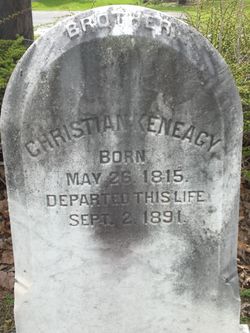 BROTHER
CHRISTIAN KENEAGY
BORN
MAY 26, 1815.
DEPARTED THIS LIFE
SEPT. 2, 1891.